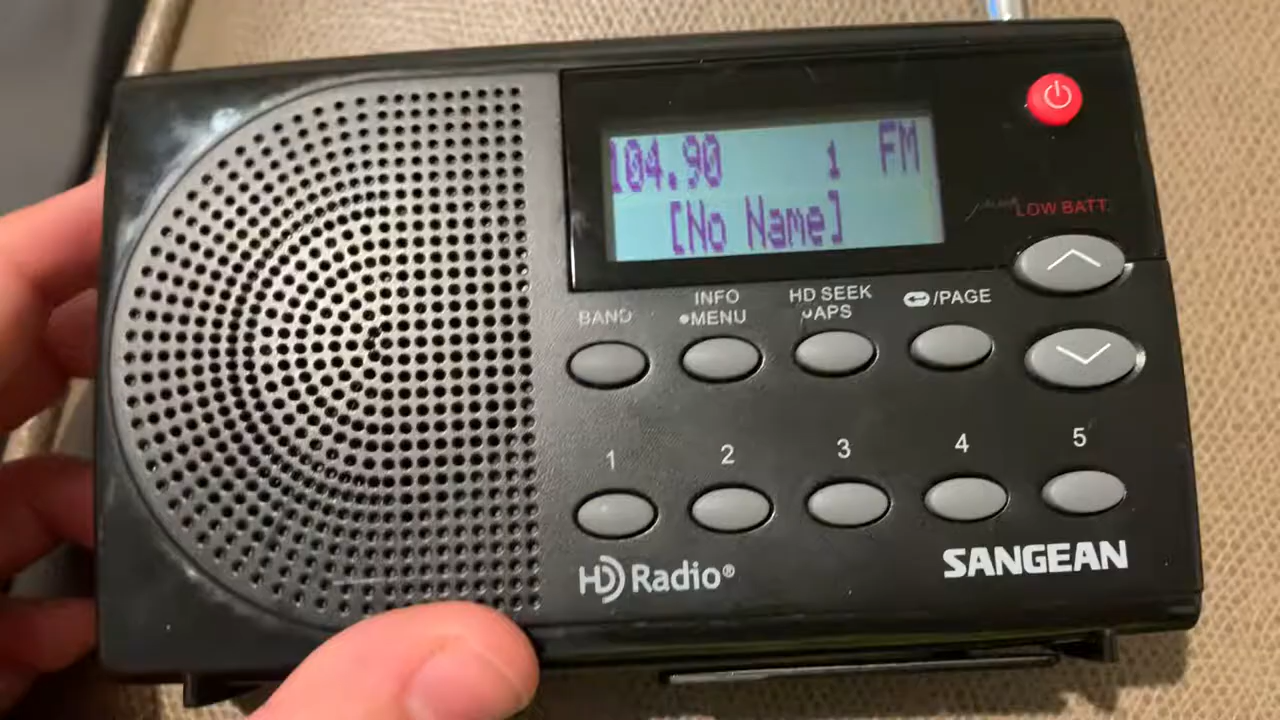 104.90 1 FM
[No Name]
LOW BATT.
BAND
INFO
•MENU
HD SEEK
APS
/PAGE
1
2
3
4
5
HD Radio®
SANGEAN